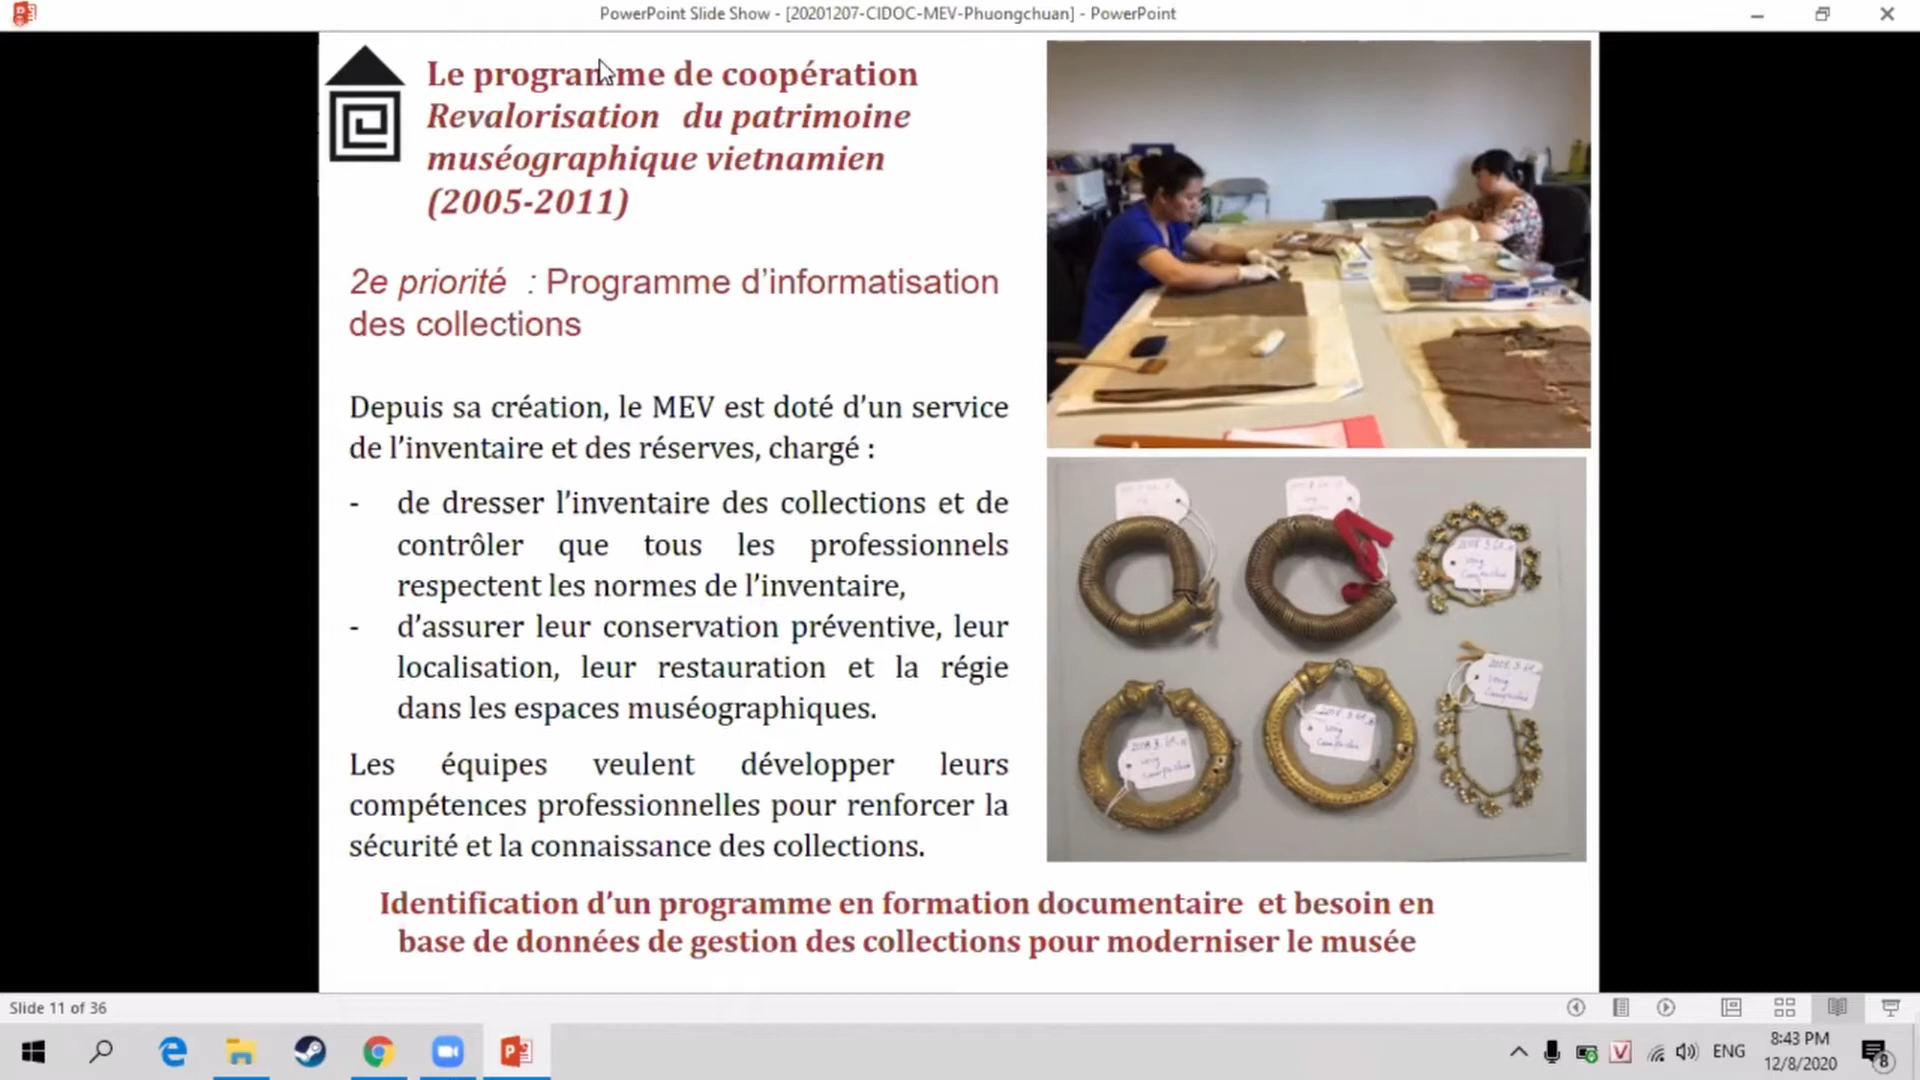 PowerPoint Slide Show - [20201207-CIDOC-MEV-Phuongchuan] - PowerPoint
Le programme de coopération
Revalorisation du patrimoine
muséographique vietnamien
(2005-2011)
2e priorité : Programme d’informatisation
des collections
Depuis sa création, le MEV est doté d’un service
de l’inventaire et des réserves, chargé :
- de dresser l’inventaire des collections et de
contrôler que tous les professionnels
respectent les normes de l’inventaire,
- d’assurer leur conservation préventive, leur
localisation, leur restauration et la régie
dans les espaces muséographiques.
Les équipes veulent développer leurs
compétences professionnelles pour renforcer la
sécurité et la connaissance des collections.
Identification d’un programme en formation documentaire et besoin en
base de données de gestion des collections pour moderniser le musée
Slide 11 of 36
ENG
8:43 PM
12/8/2020
8